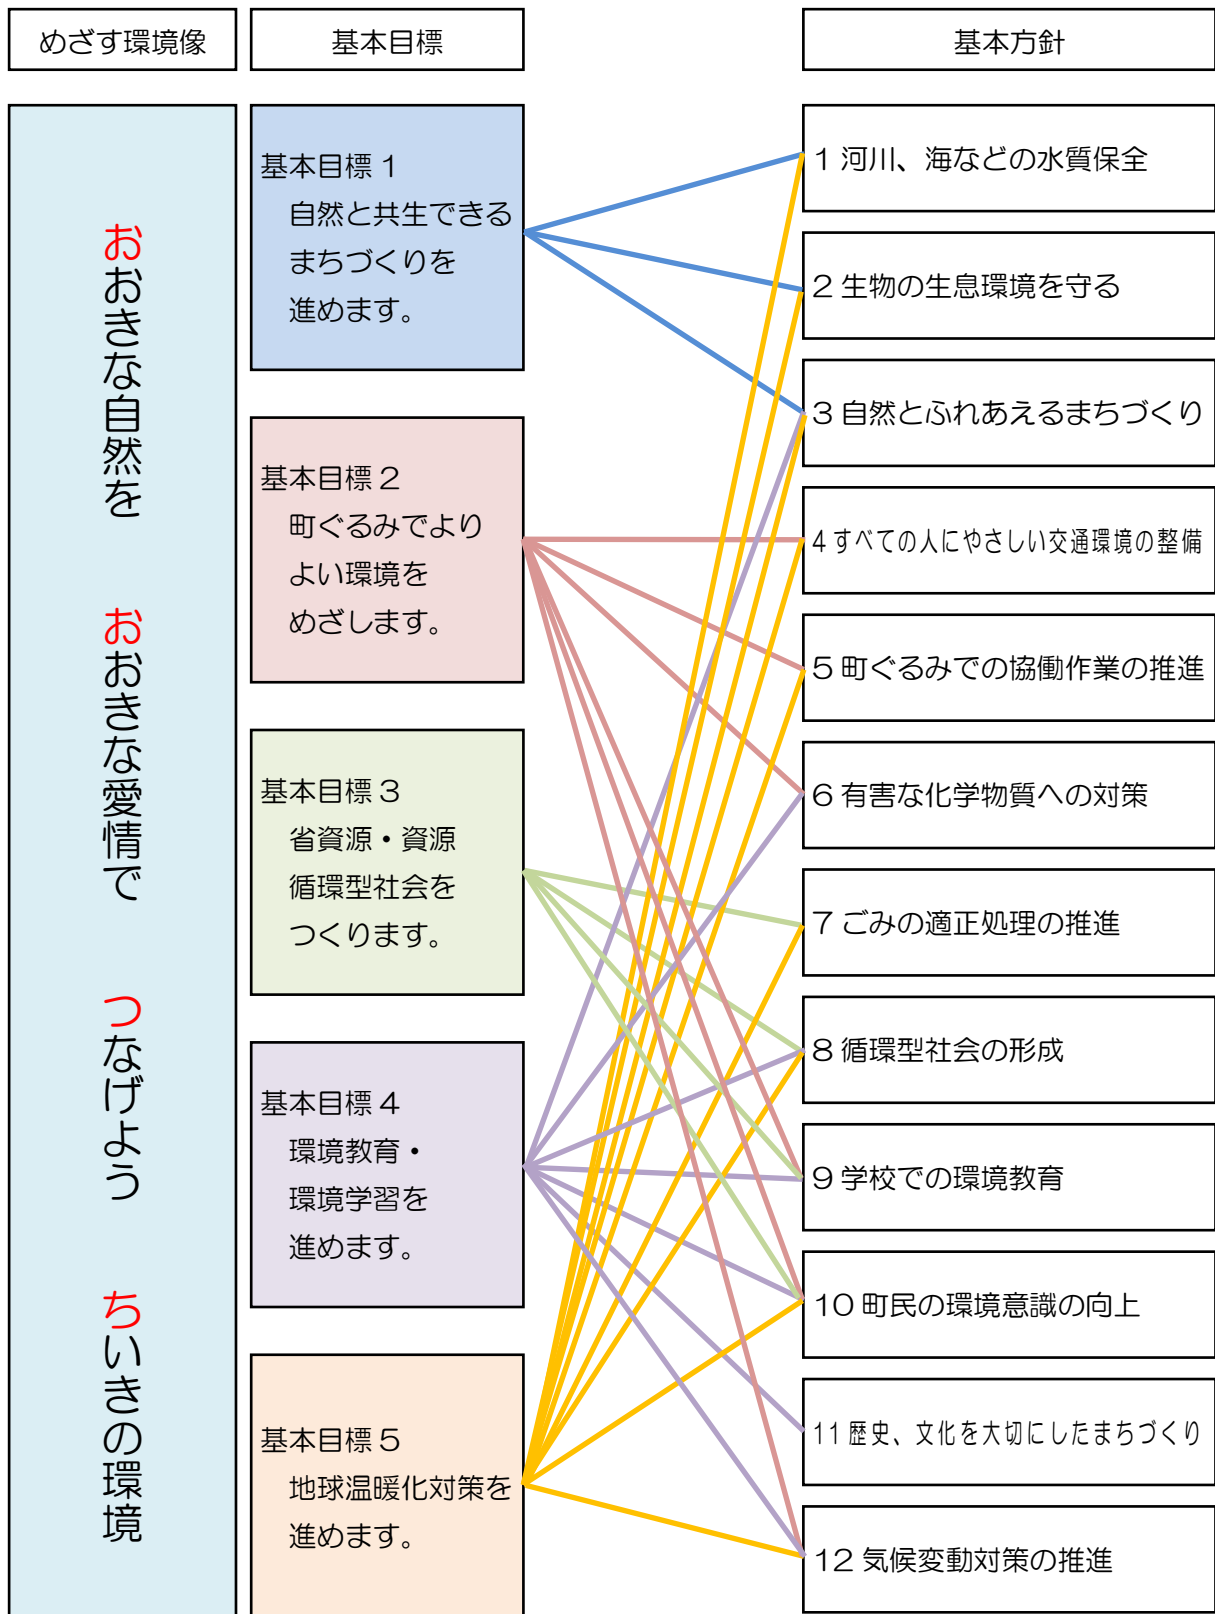 めざす環境像
基本目標
基本方針
おおきな自然を
おおきな愛情で
つなげよう
ちいきの環境
基本目標1
自然と共生できる
まちづくりを
進めます。
基本目標2
町ぐるみでより
よい環境を
めざします。
基本目標3
省資源・資源
循環型社会を
つくります。
基本目標4
環境教育・
環境学習を
進めます。
基本目標5
地球温暖化対策を
進めます。
1 河川、海などの水質保全
2 生物の生息環境を守る
3 自然とふれあえるまちづくり
4 すべての人にやさしい交通環境の整備
5 町ぐるみでの協働作業の推進
6 有害な化学物質への対策
7 ごみの適正処理の推進
8 循環型社会の形成
9 学校での環境教育
10 町民の環境意識の向上
11 歴史、文化を大切にしたまちづくり
12 気候変動対策の推進